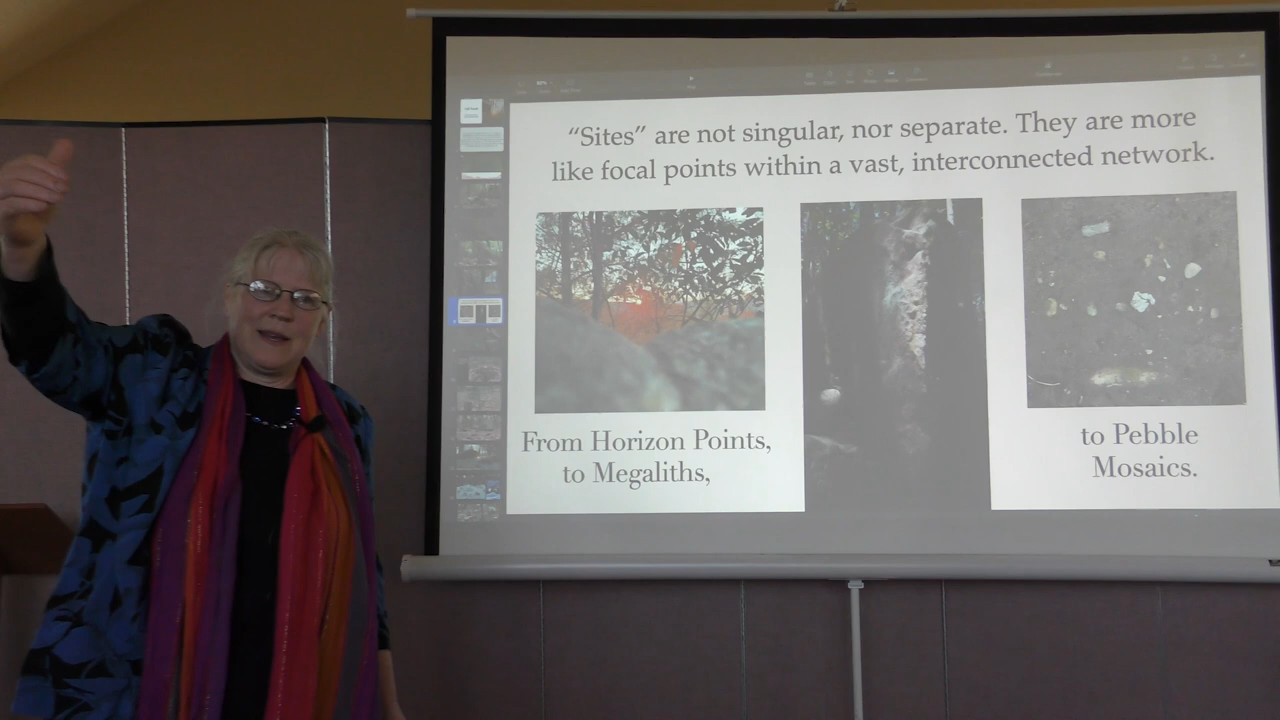 “Sites” are not singular, nor separate. They are more
like focal points within a vast, interconnected network.
From Horizon Points,
to Megaliths,
to Pebble
Mosaics.